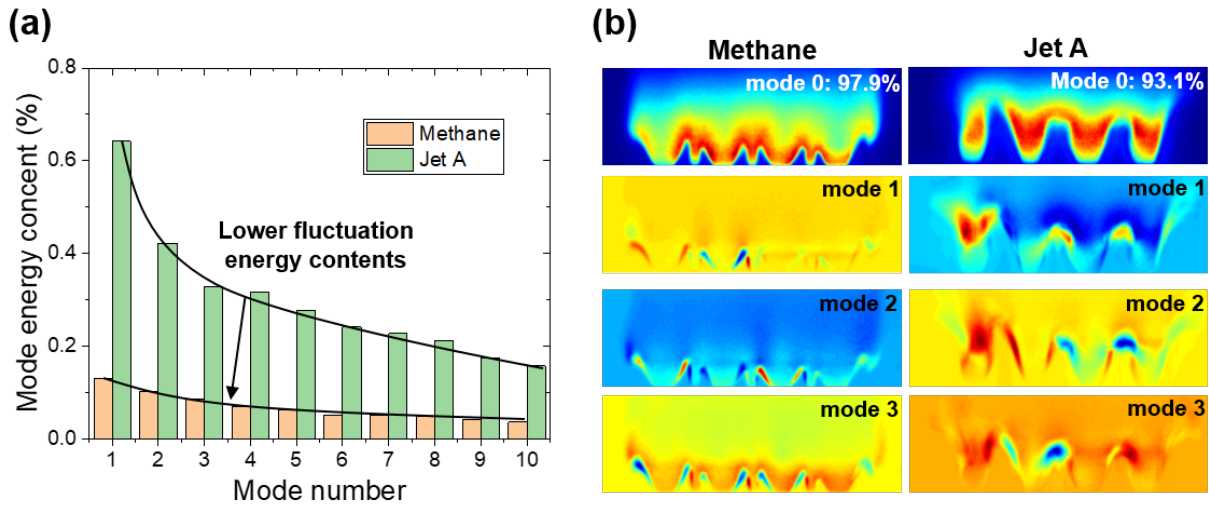 (a)
0.8
0.6
0.4
0.2
0.0
Mode energy concent (%)
Methane
Jet A
Lower fluctuation
energy contents
1 2 3 4 5 6 7 8 9 10
Mode number
(b)
Methane
Jet A
mode 0: 97.9%
Mode 0: 93.1%
mode 1
mode 1
mode 2
mode 2
mode 3
mode 3